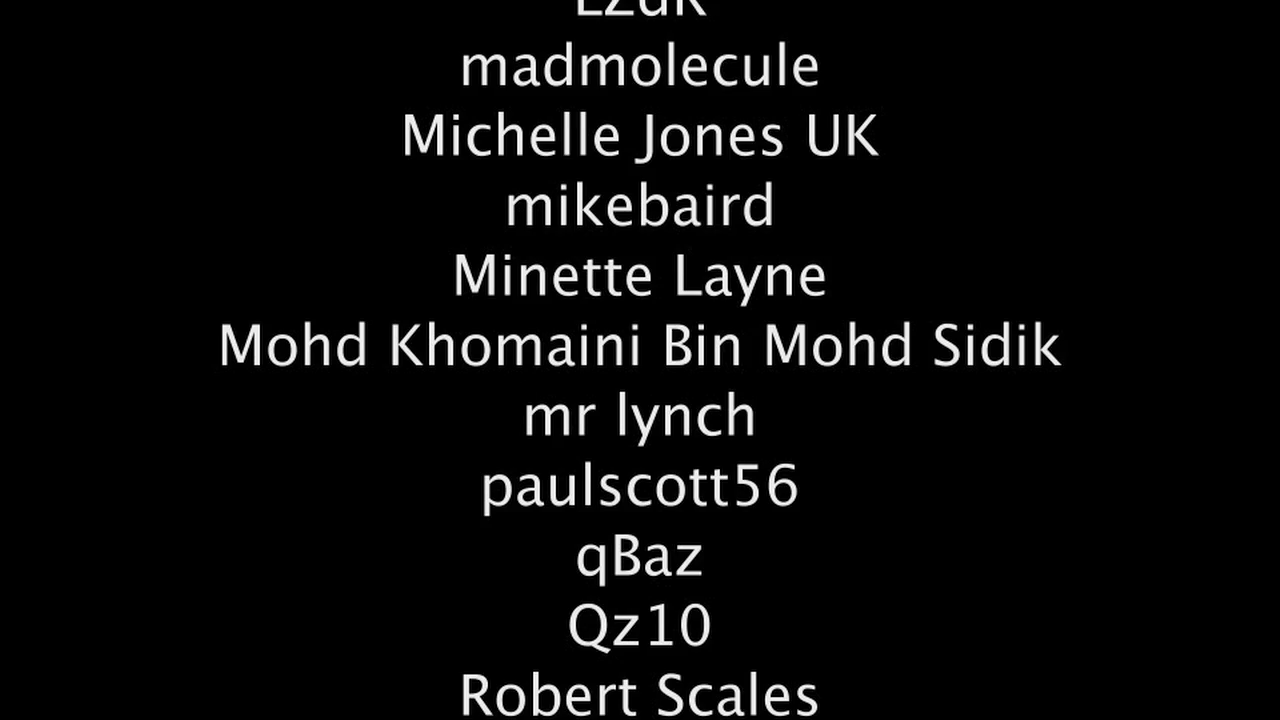 madmolecule
Michelle Jones UK
mikebaird
Minette Layne
Mohd Khomaini Bin Mohd Sidik
mr lynch
paulscott56
qBaz
Qz10
Robert Scales